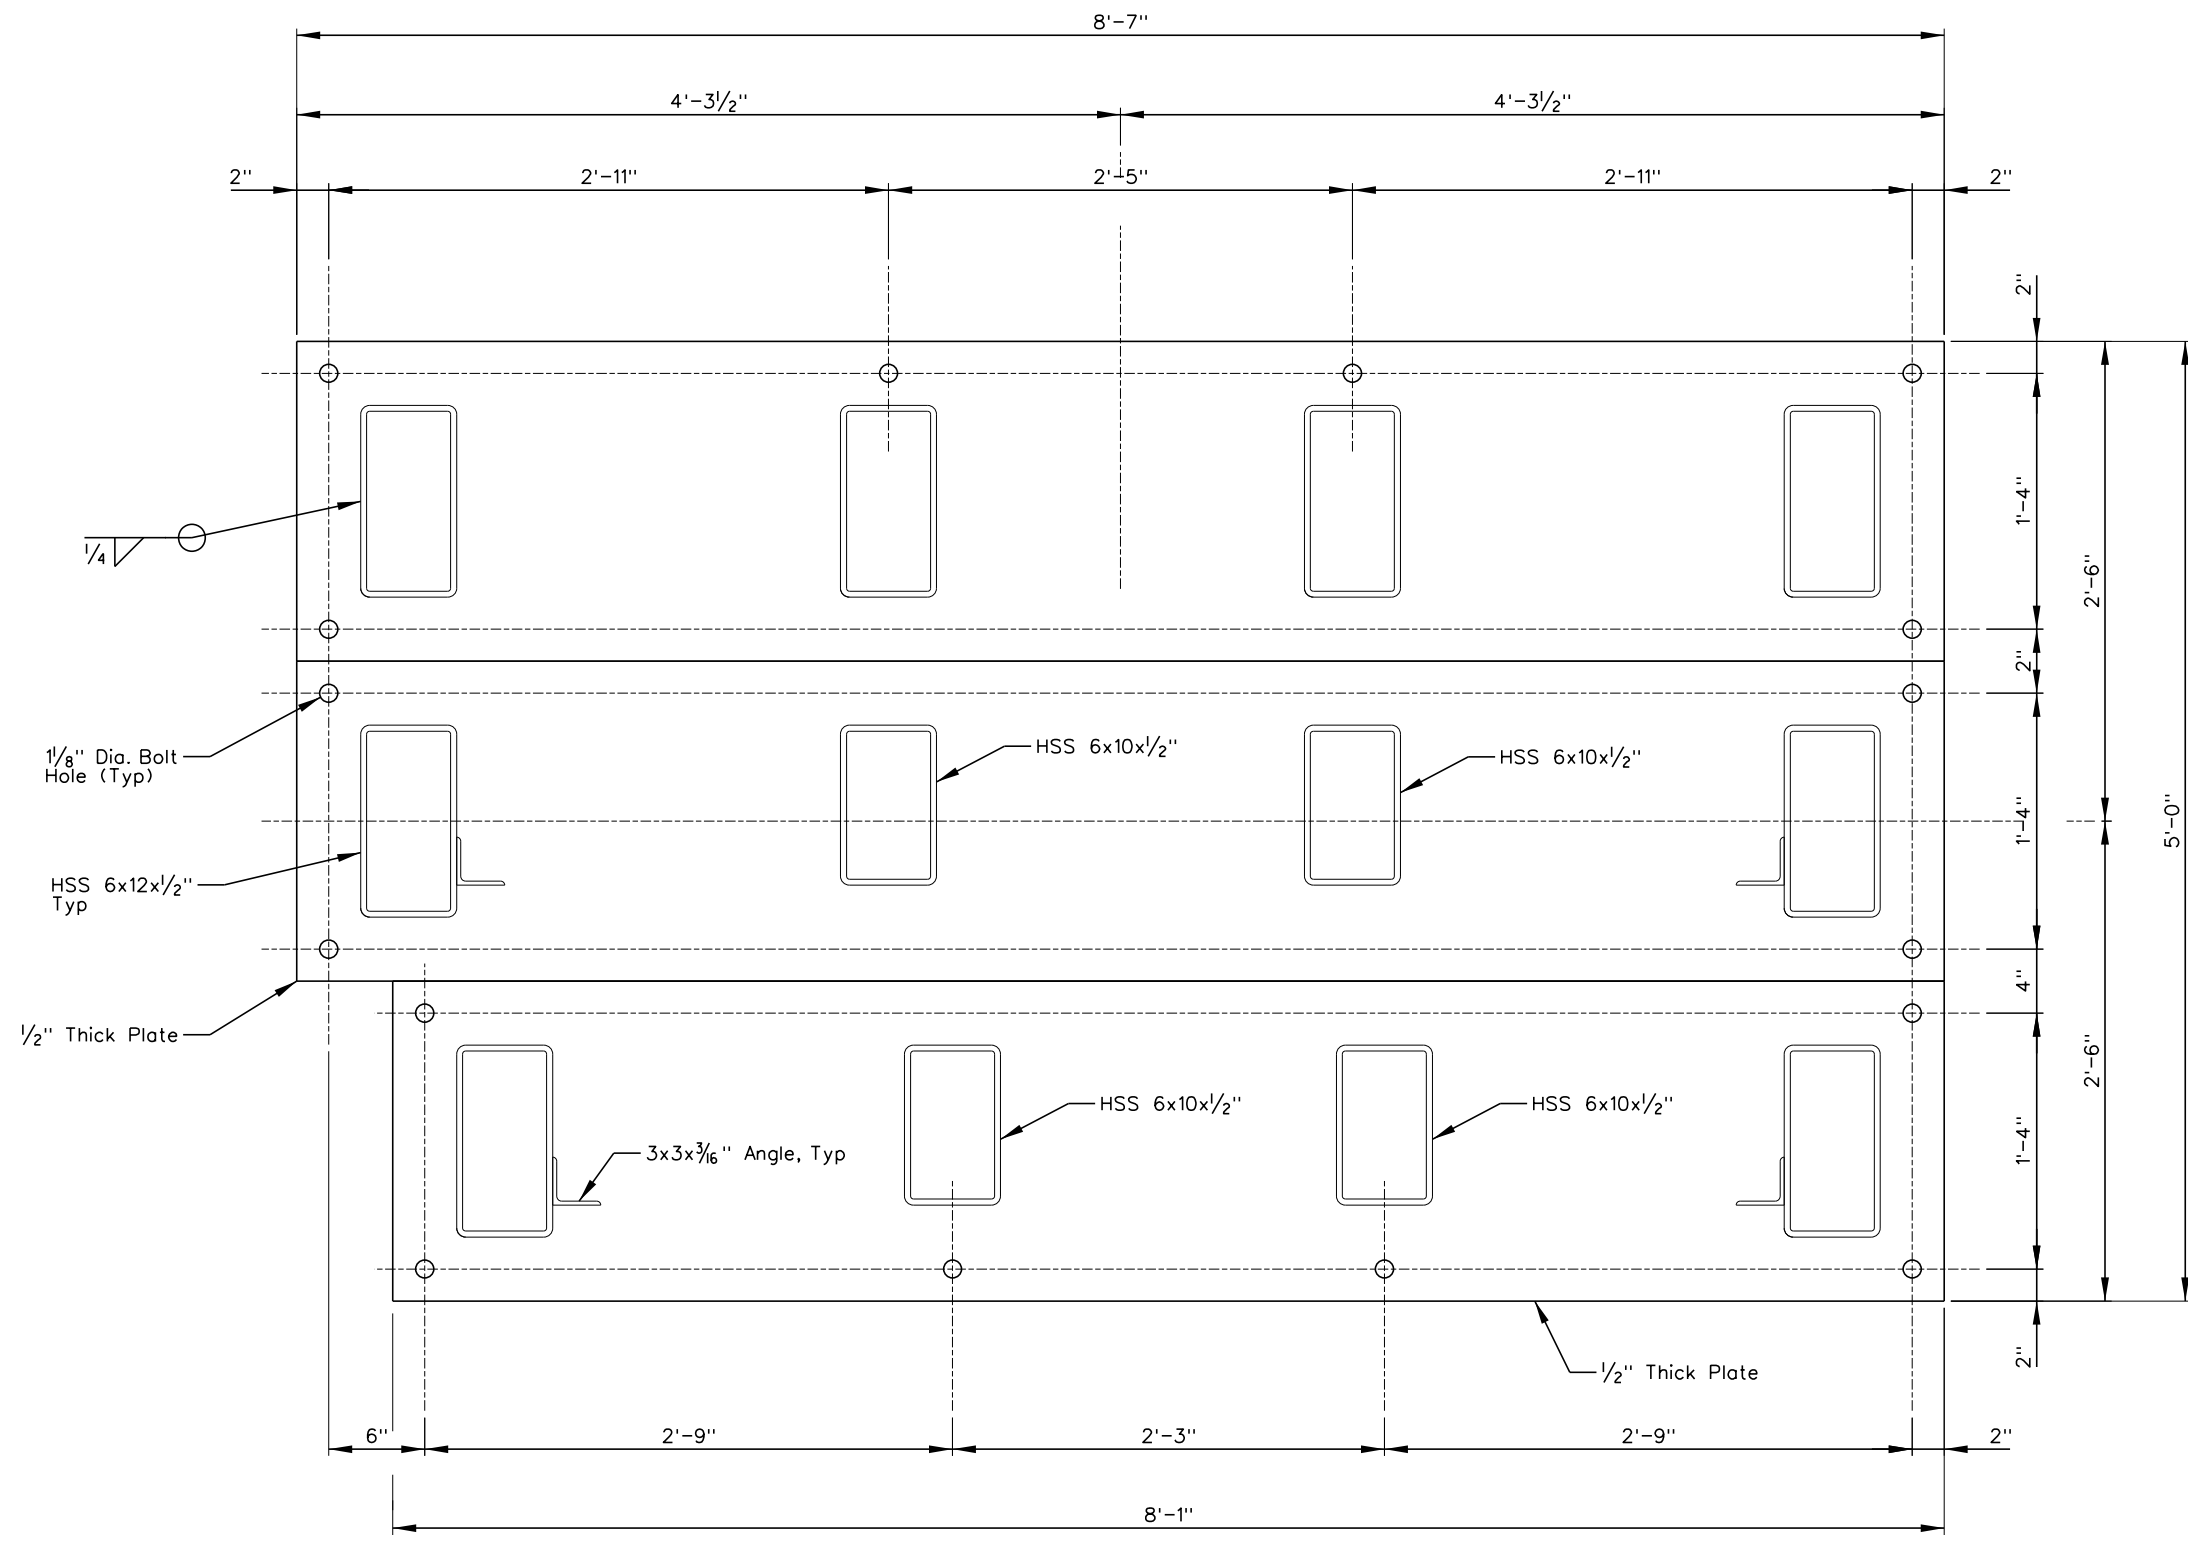 8'-7"
4'-3½"
4'-3½"
2"
2'-11"
2'-5"
2'-11"
2"
2"
1'-4"
¼
2'-6"
2"
1⅛" Dia. Bolt
Hole (Typ)
HSS 6x10x½"
HSS 6x10x½"
1'-4"
5'-0"
HSS 6x12x½"
Typ
4"
½" Thick Plate
2'-6"
HSS 6x10x½"
HSS 6x10x½"
3x3x3⁄16" Angle, Typ
1'-4"
2"
½" Thick Plate
6"
2'-9"
2'-3"
2'-9"
2"
8'-1"